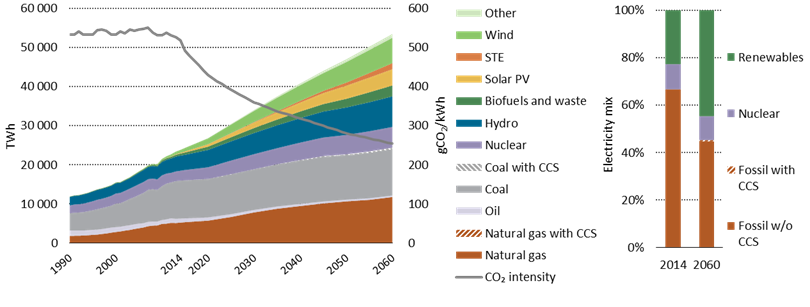 60 000
50 000
40 000
30 000
20 000
10 000
0
TWh
1990
2000
2014
2020
2030
2040
2050
2060
600
500
400
300
200
100
0
gCO₂/kWh
Other
Wind
STE
Solar PV
Biofuels and waste
Hydro
Nuclear
Coal with CCS
Coal
Oil
Natural gas with CCS
Natural gas
CO₂ intensity
Electricity mix
100%
80%
60%
40%
20%
0%
2014
2060
Renewables
Nuclear
Fossil with
CCS
Fossil w/o
CCS